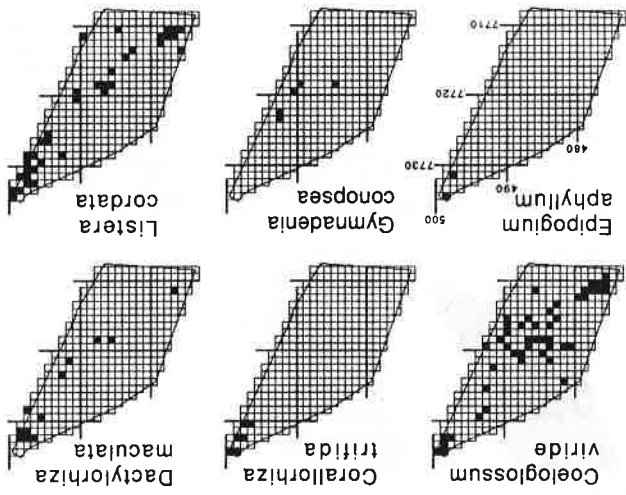 Coeloglossum
viride
Corallorhiza
trifida
Dactylorhiza
maculata
Epipogium
aphyllum
500
490
480
7730
7720
7710
Gymnadenia
conopsea
Listera
cordata